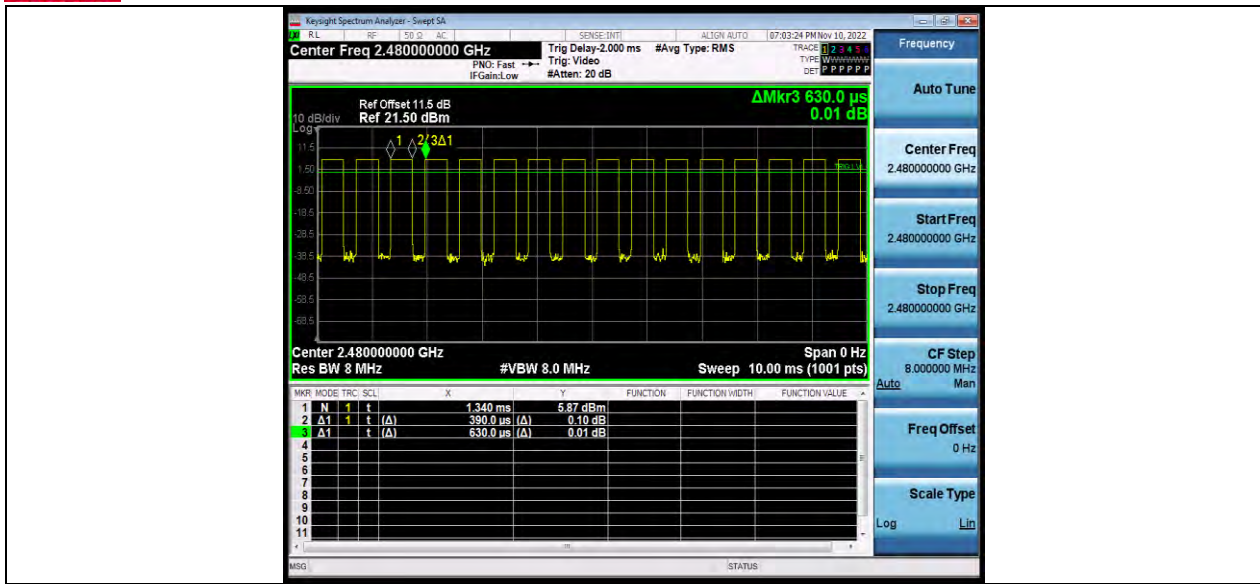 Keysight Spectrum Analyzer - Swept SA
RL RF 50 Ω AC SENSE:INT ALIGN AUTO 07:03:24 PM Nov 10, 2022
Center Freq 2.480000000 GHz
PNO: Fast
IFGain:Low
Trig Delay-2.000 ms
Trig: Video
#Atten: 20 dB
#Avg Type: RMS
TRACE 1 2 3 4 5 6
TYPE WWWWWW
DET P P P P P P
ΔMkr3 630.0 µs
0.01 dB
Ref Offset 11.5 dB
10 dB/div Ref 21.50 dBm
Log
1 2 3Δ1
11.5
1.50
-8.50
-18.5
-28.5
-38.5
-48.5
-58.5
-68.5
Center 2.480000000 GHz Span 0 Hz
Res BW 8 MHz #VBW 8.0 MHz Sweep 10.00 ms (1001 pts)
MKR MODE TRC SCL X Y FUNCTION FUNCTION WIDTH FUNCTION VALUE
1 N 1 t 1.340 ms 5.87 dBm
2 Δ1 1 t (Δ) 390.0 µs (Δ) 0.10 dB
3 Δ1 t (Δ) 630.0 µs (Δ) 0.01 dB
4
5
6
7
8
9
10
11
MSG STATUS
Frequency
Auto Tune
Center Freq
2.480000000 GHz
Start Freq
2.480000000 GHz
Stop Freq
2.480000000 GHz
CF Step
8.000000 MHz
Auto Man
Freq Offset
0 Hz
Scale Type
Log Lin